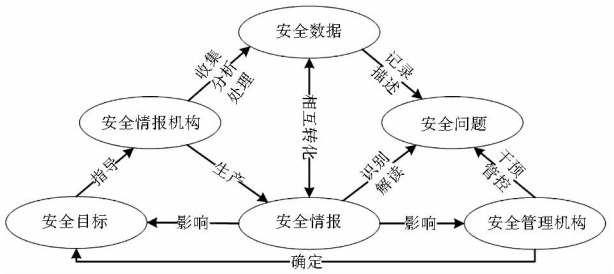 安全数据
收集
分析
处理
记录
描述
安全情报机构
相互转化
安全问题
指导
生产
识别
解读
干预
管控
安全目标
影响
安全情报
影响
安全管理机构
确定